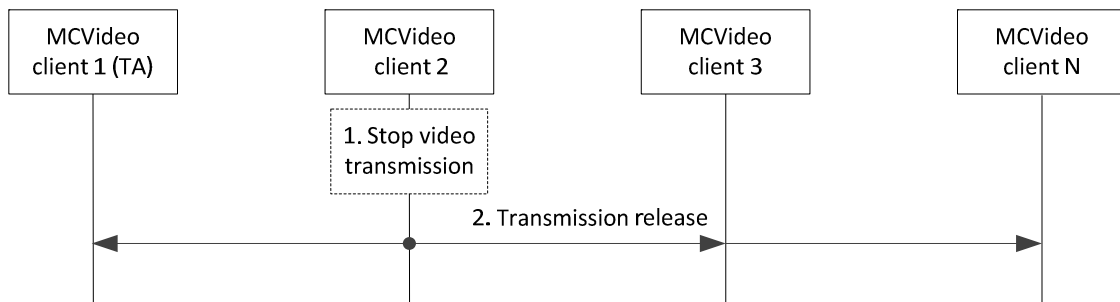 MCVideo
client 1 (TA)
MCVideo
client 2
MCVideo
client 3
MCVideo
client N
1. Stop video
transmission
2. Transmission release